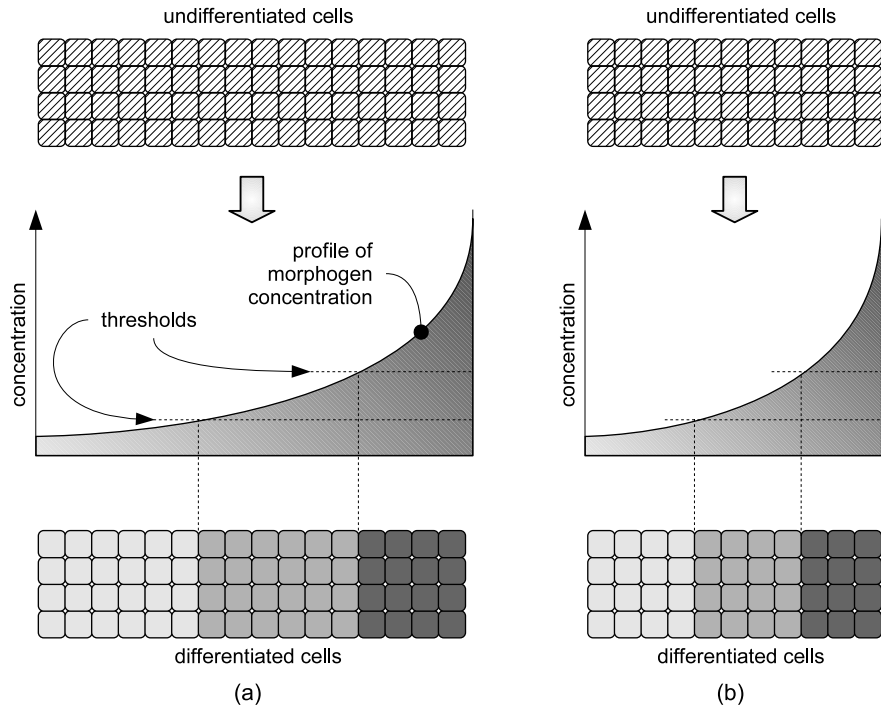 undifferentiated cells
undifferentiated cells
profile of
morphogen
concentration
thresholds
concentration
concentration
differentiated cells
differentiated cells
(a)
(b)